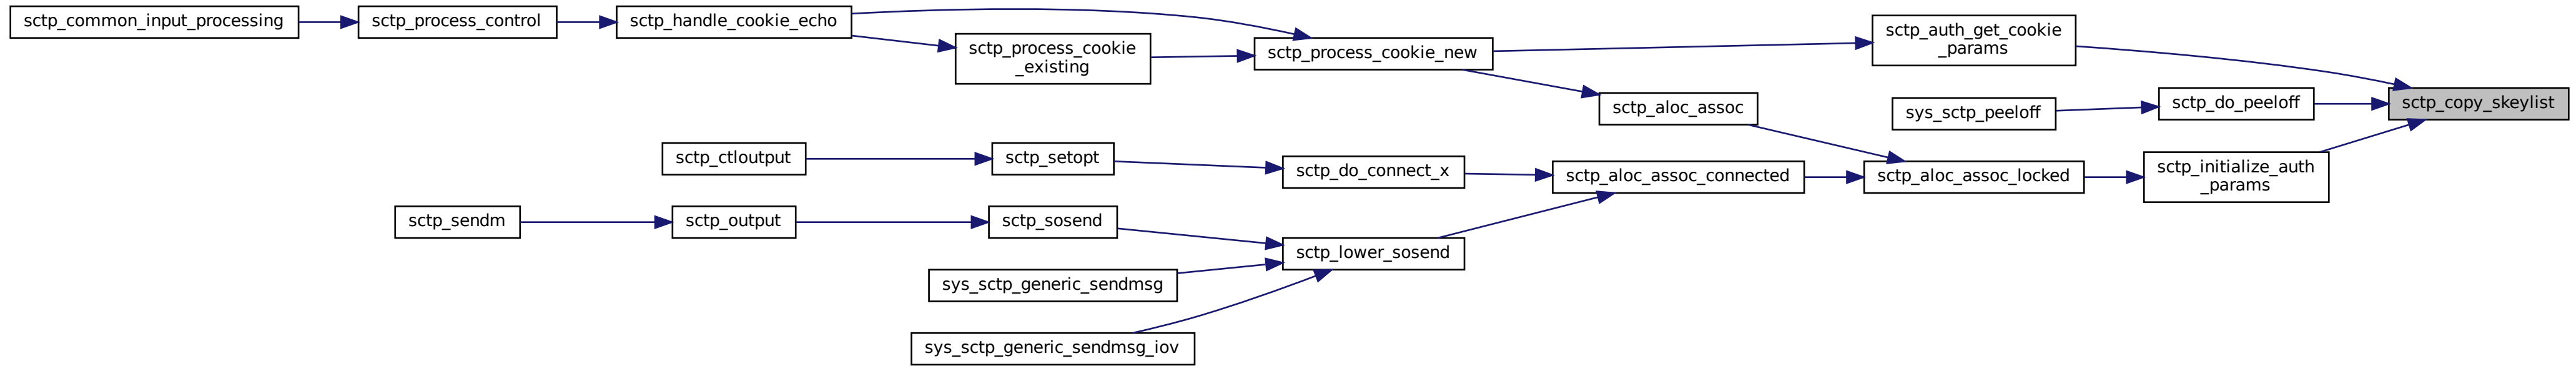 sctp_common_input_processing
sctp_process_control
sctp_handle_cookie_echo
sctp_process_cookie
_existing
sctp_process_cookie_new
sctp_auth_get_cookie
_params
sctp_aloc_assoc
sys_sctp_peeloff
sctp_do_peeloff
sctp_copy_skeylist
sctp_ctloutput
sctp_setopt
sctp_do_connect_x
sctp_aloc_assoc_connected
sctp_aloc_assoc_locked
sctp_initialize_auth
_params
sctp_sendm
sctp_output
sctp_sosend
sctp_lower_sosend
sys_sctp_generic_sendmsg
sys_sctp_generic_sendmsg_iov